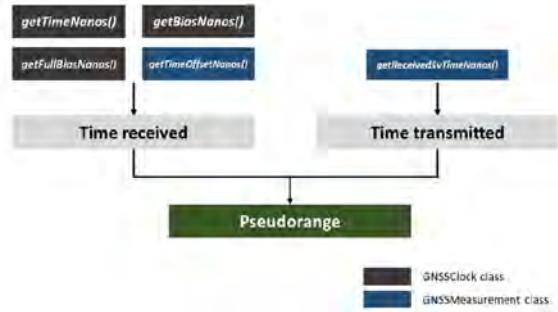 getTimeNanos() getBiasNanos()
getFullBiasNanos() getTimeOffsetNanos() getReceivedSvTimeNanos()
Time received Time transmitted
Pseudorange
GNSSClock class
GNSSMeasurement class